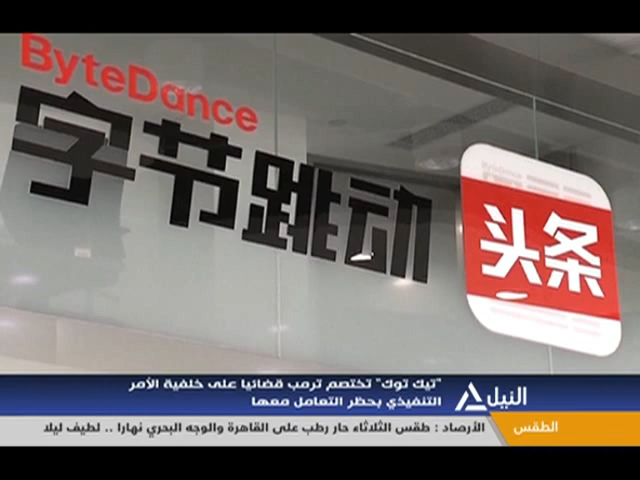 ByteDance
字节跳动
头条
"تيك توك" تختصم ترمب قضائيا على خلفية الأمر
التنفيذي بحظر التعامل معها
النيل
الطقس
الأرصاد : طقس الثلاثاء حار رطب على القاهرة والوجه البحري نهارا .. لطيف ليلا